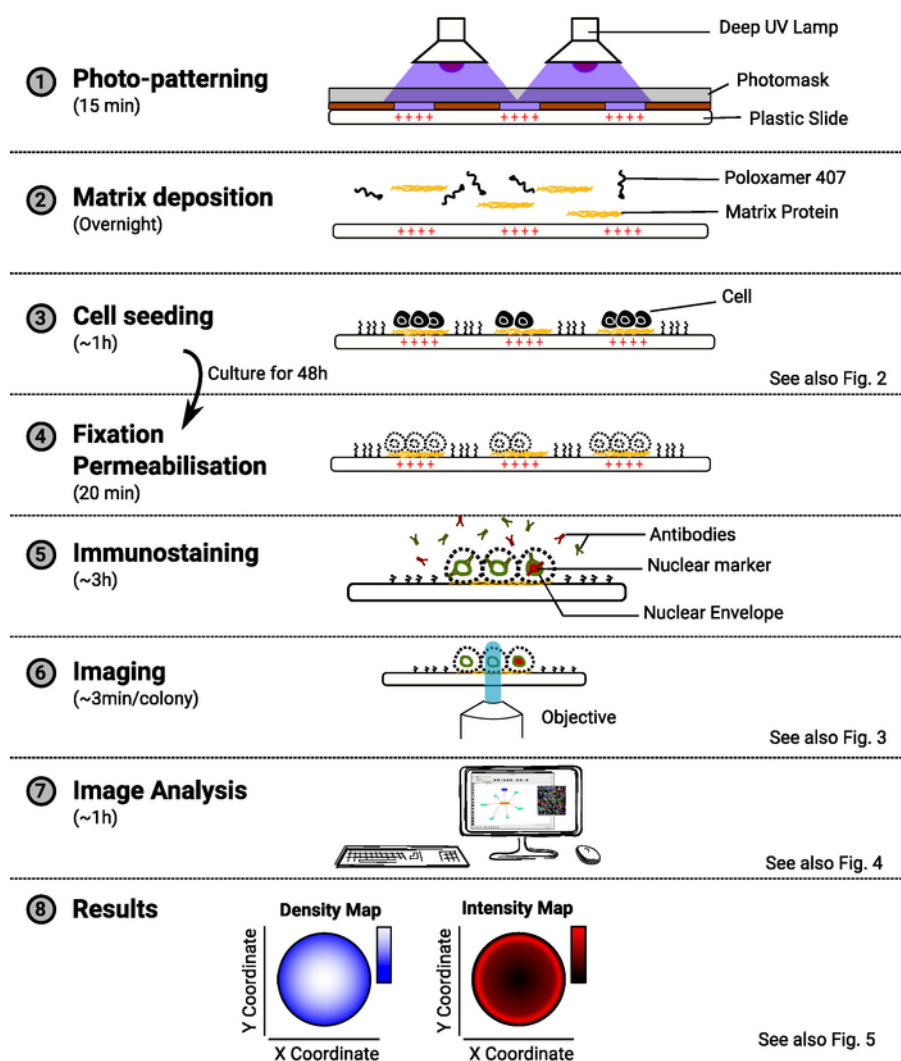 Deep UV Lamp
1 Photo-patterning
(15 min)
Photomask
Plastic Slide
++++ ++++ ++++
2 Matrix deposition
(Overnight)
Poloxamer 407
Matrix Protein
++++ ++++ ++++
3 Cell seeding
(~1h)
Cell
++++ ++++ ++++
Culture for 48h
See also Fig. 2
4 Fixation
Permeabilisation
(20 min)
++++ ++++ ++++
5 Immunostaining
(~3h)
Antibodies
Nuclear marker
Nuclear Envelope
6 Imaging
(~3min/colony)
Objective
See also Fig. 3
7 Image Analysis
(~1h)
See also Fig. 4
8 Results
Density Map
Intensity Map
Y Coordinate
X Coordinate
Y Coordinate
X Coordinate
See also Fig. 5